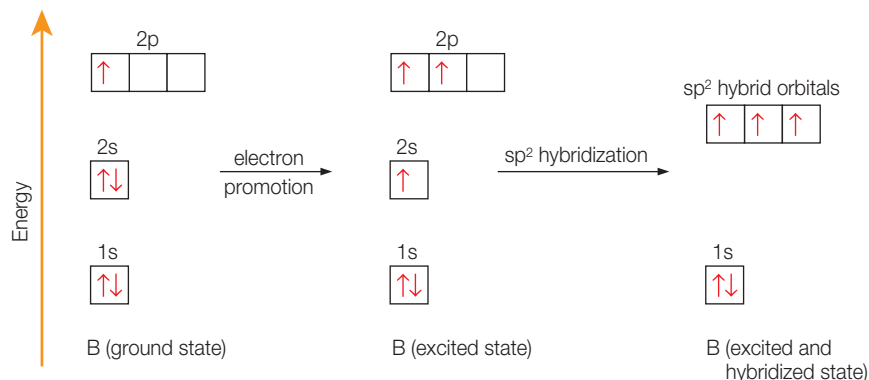 Energy
2p
2s
1s
B (ground state)
electron
promotion
2p
2s
1s
B (excited state)
sp² hybridization
sp² hybrid orbitals
1s
B (excited and
hybridized state)